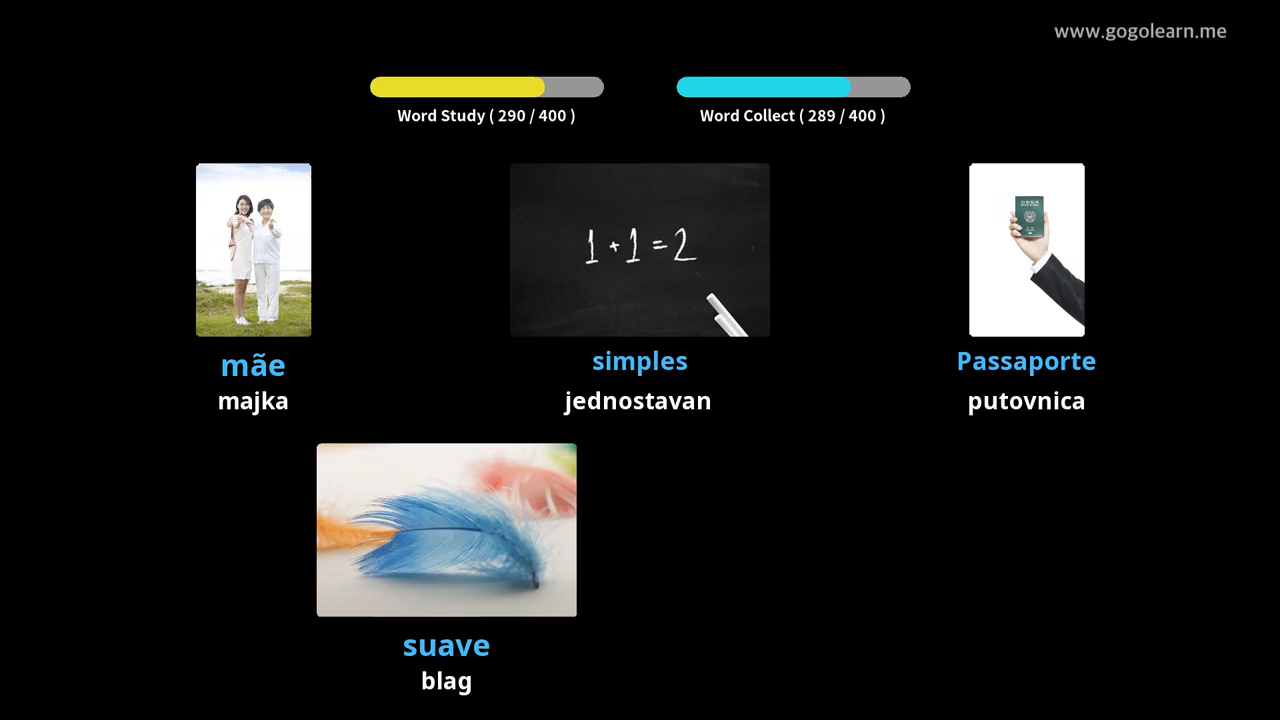 www.gogolearn.me
Word Study ( 290 / 400 )
Word Collect ( 289 / 400 )
1 + 1 = 2
mãe
majka
simples
jednostavan
Passaporte
putovnica
suave
blag